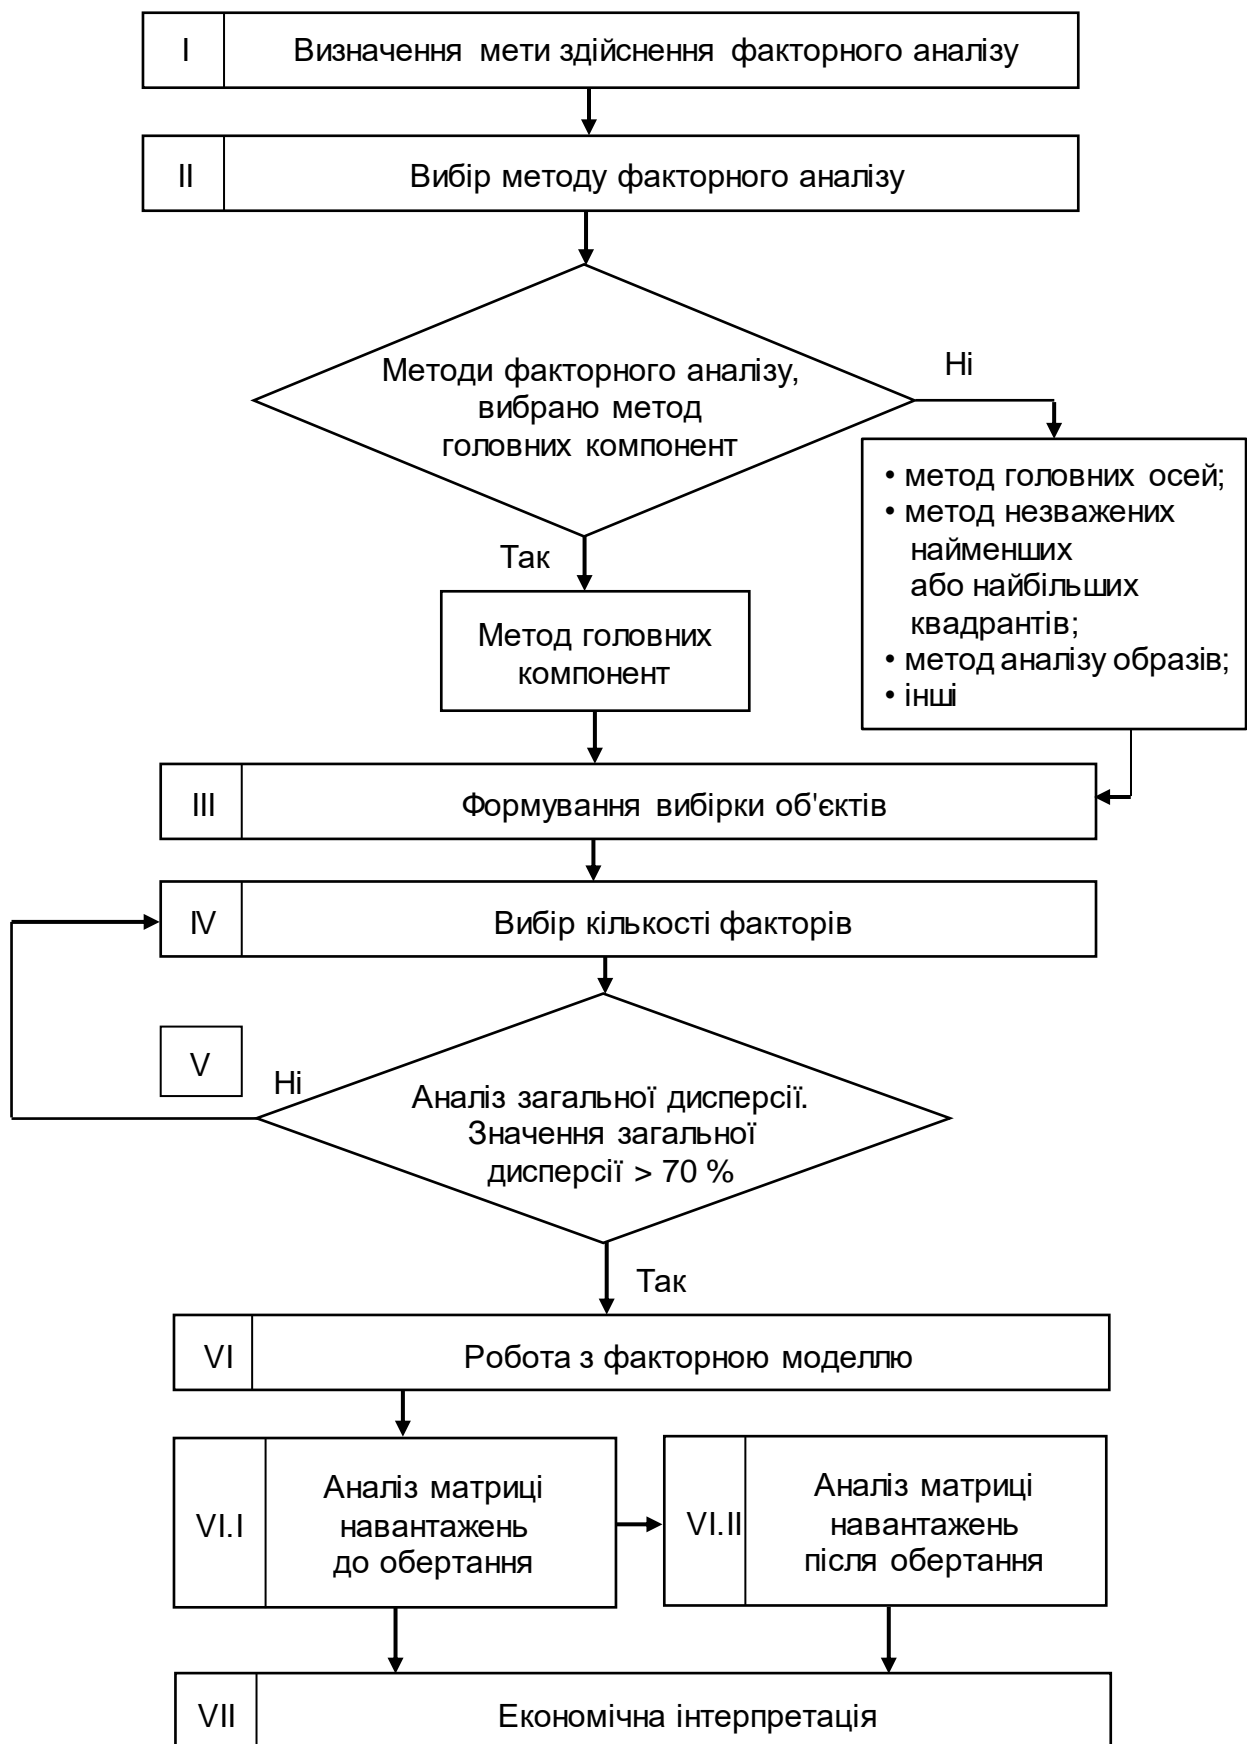 I Визначення мети здійснення факторного аналізу
II Вибір методу факторного аналізу
Методи факторного аналізу,
вибрано метод
головних компонент
Ні
• метод головних осей;
• метод незважених
найменших
або найбільших
квадрантів;
• метод аналізу образів;
• інші
Так
Метод головних
компонент
III Формування вибірки об'єктів
IV Вибір кількості факторів
V
Ні
Аналіз загальної дисперсії.
Значення загальної
дисперсії > 70 %
Так
VI Робота з факторною моделлю
VI.I
Аналіз матриці
навантажень
до обертання
VI.II
Аналіз матриці
навантажень
після обертання
VII Економічна інтерпретація